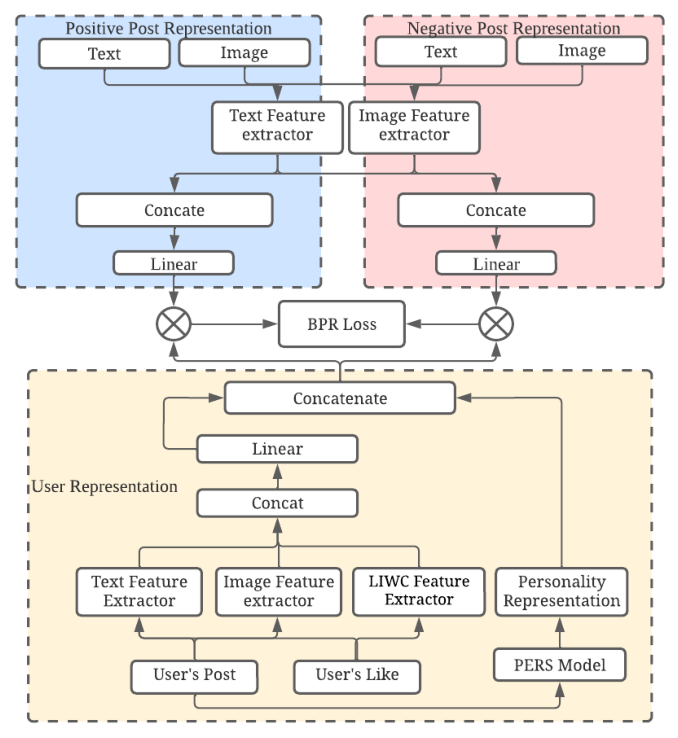 Positive Post Representation
Negative Post Representation
Text
Image
Text
Image
Text Feature
extractor
Image Feature
extractor
Concate
Concate
Linear
Linear
BPR Loss
Concatenate
Linear
User Representation
Concat
Text Feature
Extractor
Image Feature
extractor
LIWC Feature
Extractor
Personality
Representation
User's Post
User's Like
PERS Model